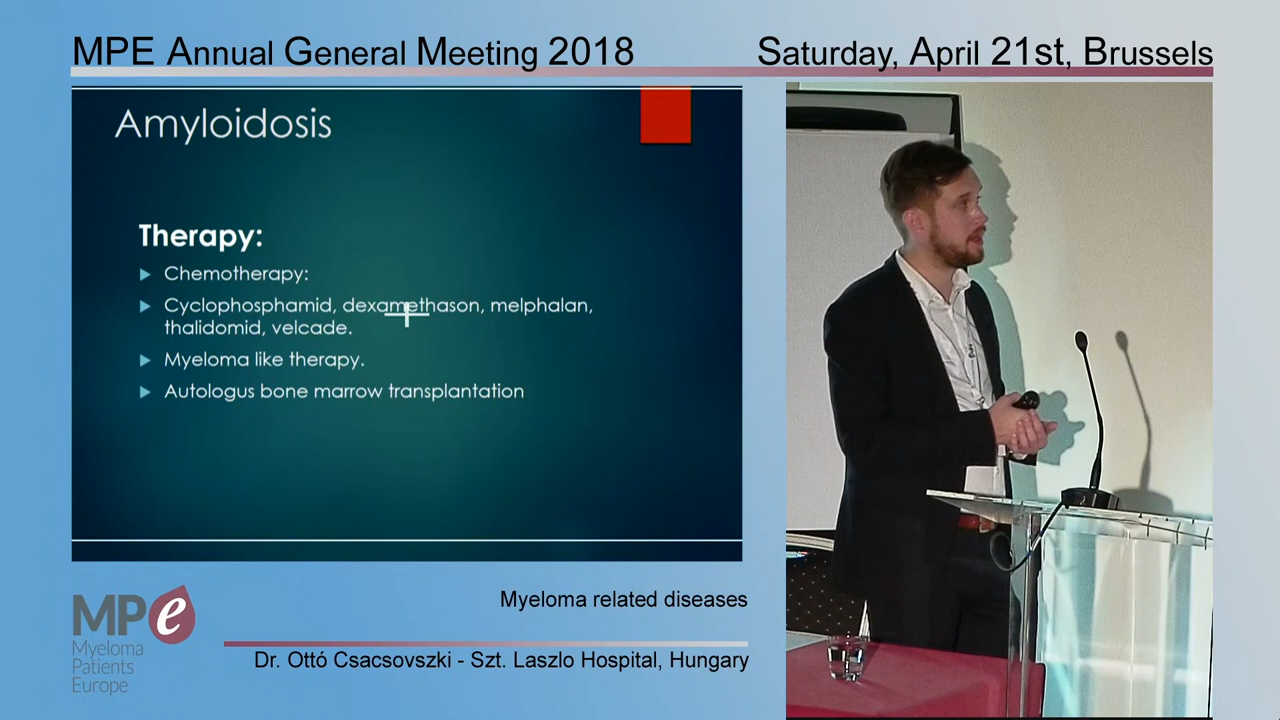 MPE Annual General Meeting 2018
Saturday, April 21st, Brussels
Amyloidosis
Therapy:
Chemotherapy:
Cyclophosphamid, dexamethason, melphalan,
thalidomid, velcade.
Myeloma like therapy.
Autologus bone marrow transplantation
MPe
Myeloma
Patients
Europe
Myeloma related diseases
Dr. Ottó Csacsovszki - Szt. Laszlo Hospital, Hungary